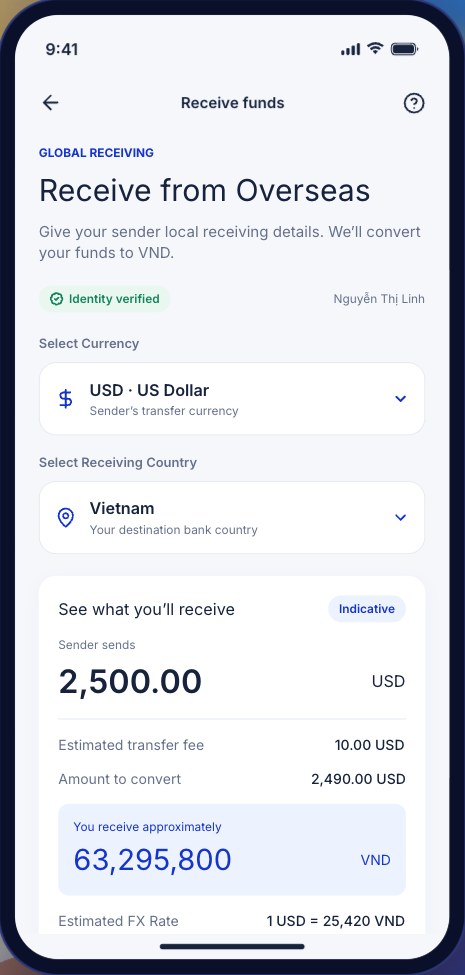 9:41
Receive funds
GLOBAL RECEIVING
Receive from Overseas
Give your sender local receiving details. We’ll convert
your funds to VND.
Identity verified
Nguyễn Thị Linh
Select Currency
USD · US Dollar
Sender’s transfer currency
Select Receiving Country
Vietnam
Your destination bank country
See what you’ll receive
Indicative
Sender sends
2,500.00 USD
Estimated transfer fee 10.00 USD
Amount to convert 2,490.00 USD
You receive approximately
63,295,800 VND
Estimated FX Rate 1 USD = 25,420 VND